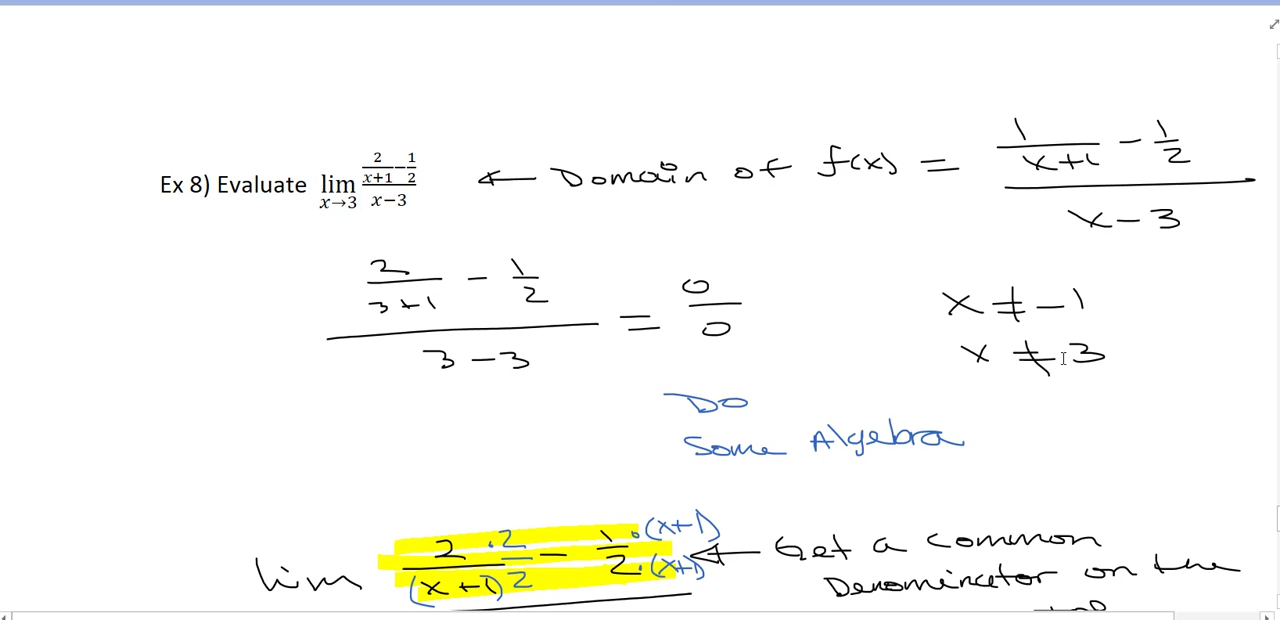 Ex 8) Evaluate lim x→3 (2/(x+1) − 1/2)/(x−3) ← Domain of f(x) = (1/(x+1) − 1/2)/(x−3)
(2/(3+1) − 1/2)/(3−3) = 0/0
x ≠ −1
x ≠ 3
Do
Some Algebra
lim 2·2/(x+1)2 − 1·(x+1)/2·(x+1) ← Get a common
Denominator on the